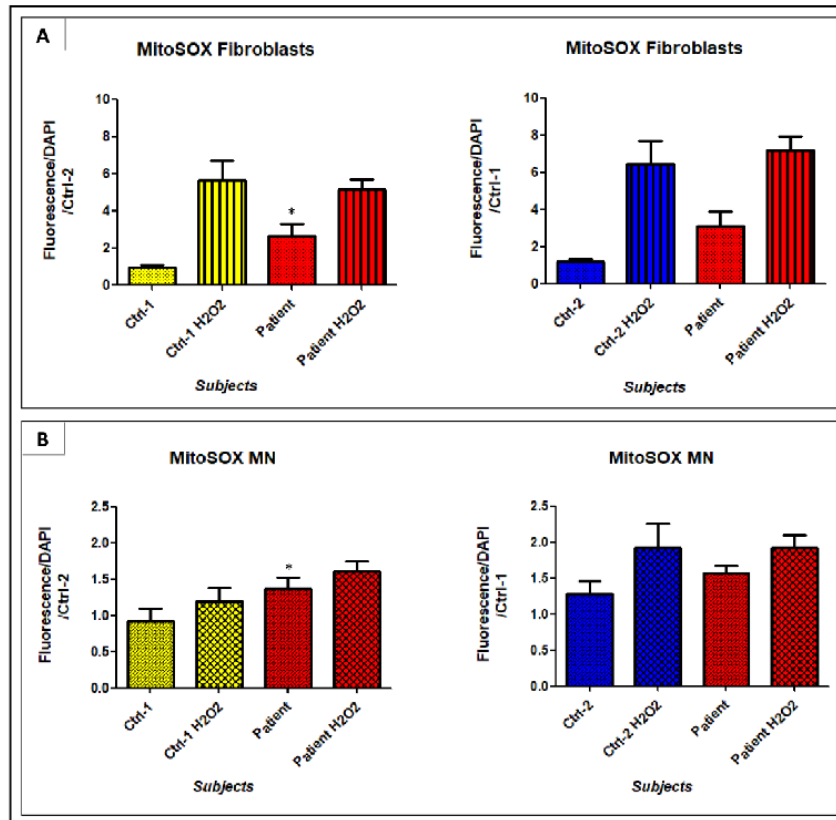 A
MitoSOX Fibroblasts
Fluorescence/DAPI
/Ctrl-2
10
8
6
4
2
0
*
Ctrl-1
Ctrl-1 H2O2
Patient
Patient H2O2
Subjects
MitoSOX Fibroblasts
Fluorescence/DAPI
/Ctrl-1
10
8
6
4
2
0
Ctrl-2
Ctrl-2 H2O2
Patient
Patient H2O2
Subjects
B
MitoSOX MN
Fluorescence/DAPI
/Ctrl-2
2.5
2.0
1.5
1.0
0.5
0.0
*
Ctrl-1
Ctrl-1 H2O2
Patient
Patient H2O2
Subjects
MitoSOX MN
Fluorescence/DAPI
/Ctrl-1
2.5
2.0
1.5
1.0
0.5
0.0
Ctrl-2
Ctrl-2 H2O2
Patient
Patient H2O2
Subjects